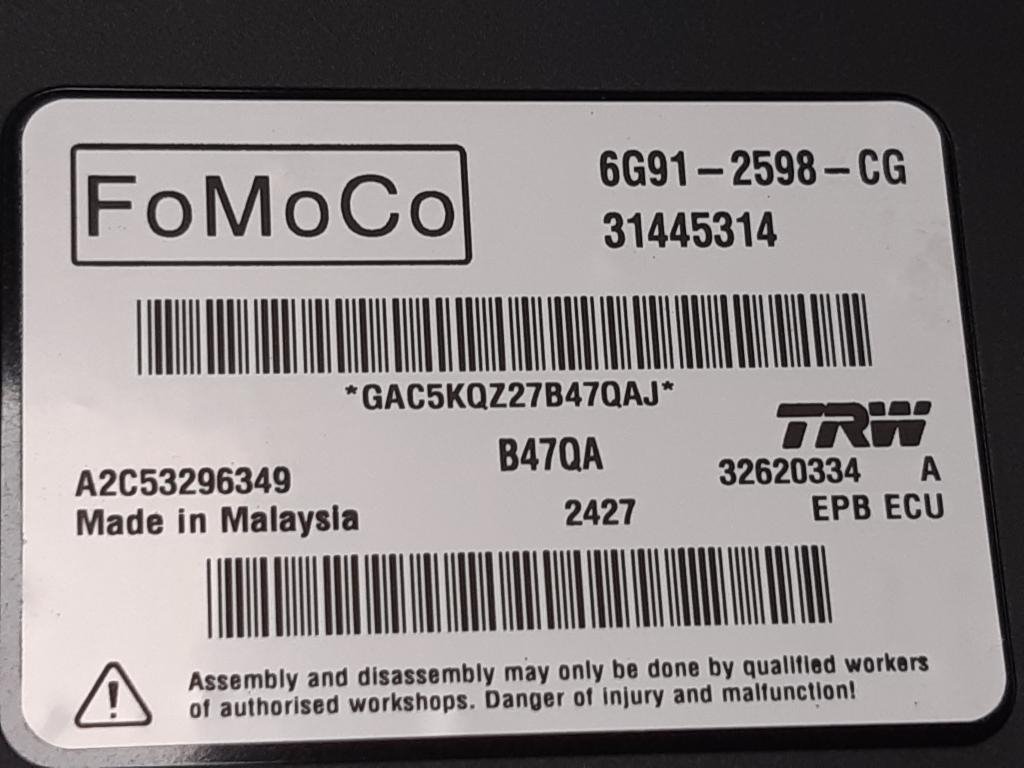 FoMoCo
6G91-2598-CG
31445314
*GAC5KQZ27B47QAJ*
TRW
B47QA
32620334 A
A2C53296349
2427
EPB ECU
Made in Malaysia
Assembly and disassembly may only be done by qualified workers
of authorised workshops. Danger of injury and malfunction!